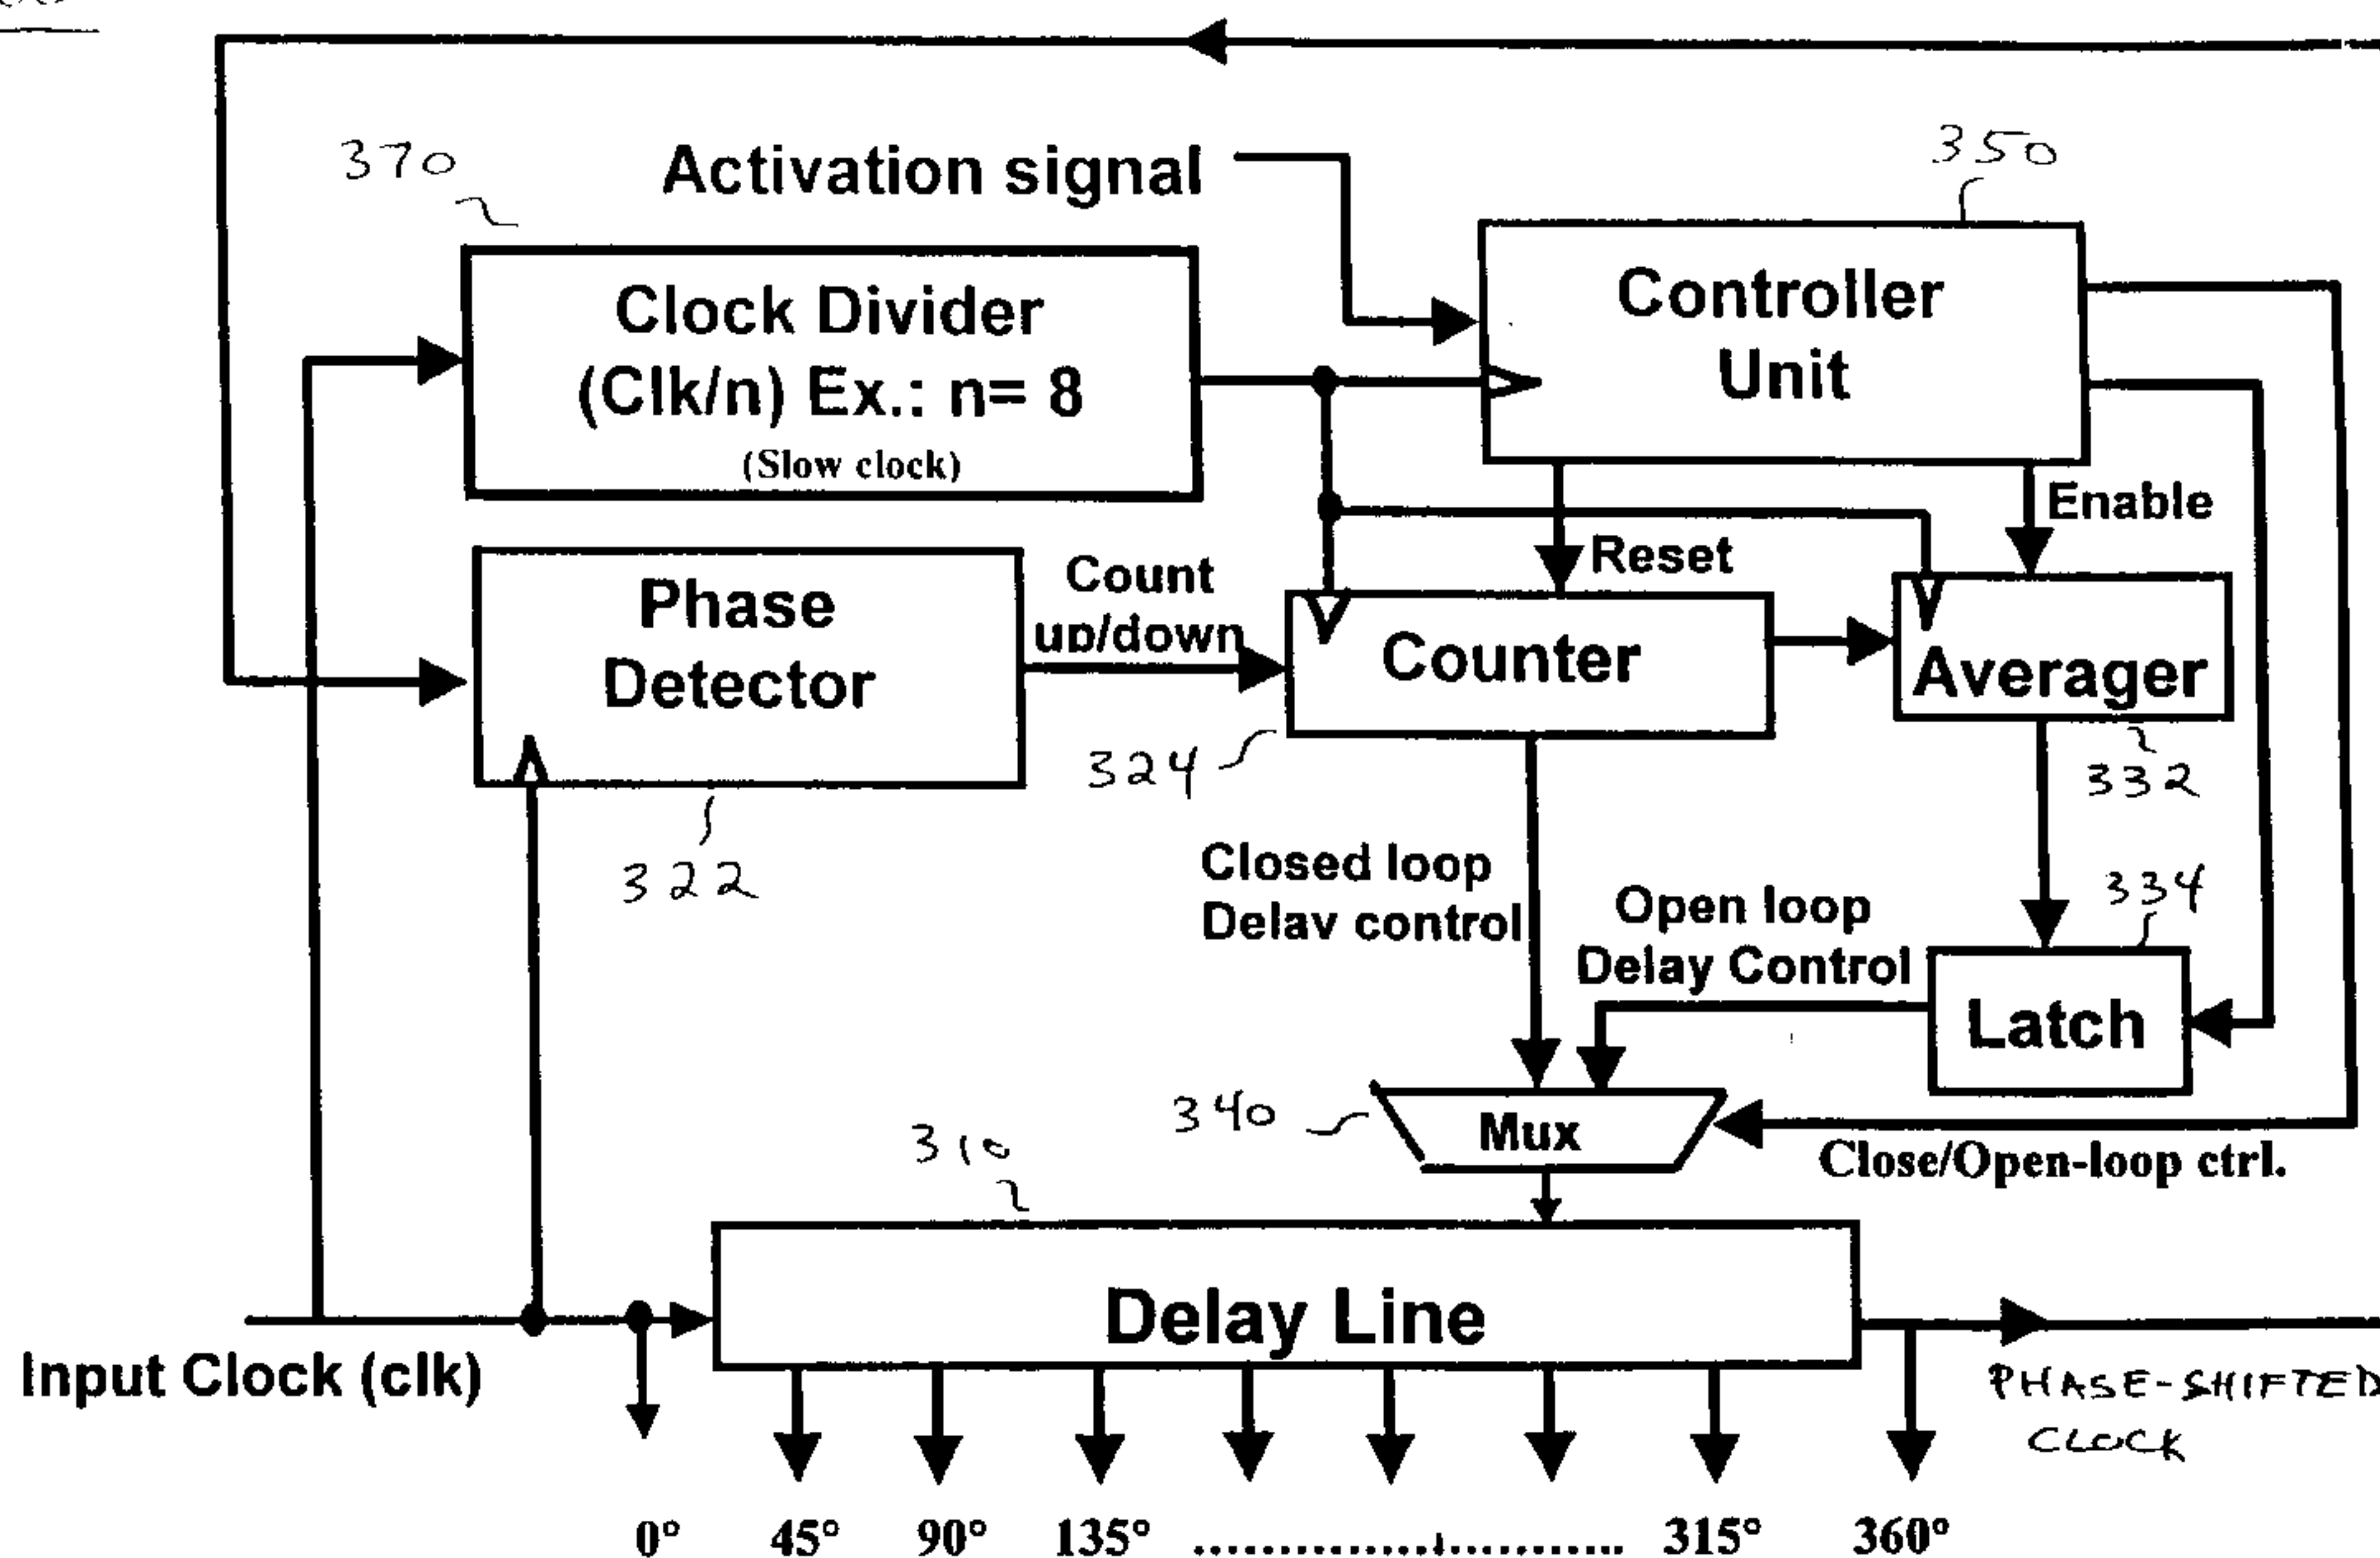 370
Activation signal
350
Clock Divider
(Clk/n) Ex.: n= 8
(Slow clock)
Controller
Unit
Enable
Reset
Phase
Detector
Count
up/down
Counter
Averager
324
332
322
Closed loop
Delay control
Open loop
Delay Control
334
Latch
340
Mux
310
Close/Open-loop ctrl.
Delay Line
Input Clock (clk)
PHASE-SHIFTED
CLOCK
0° 45° 90° 135° ........................ 315° 360°